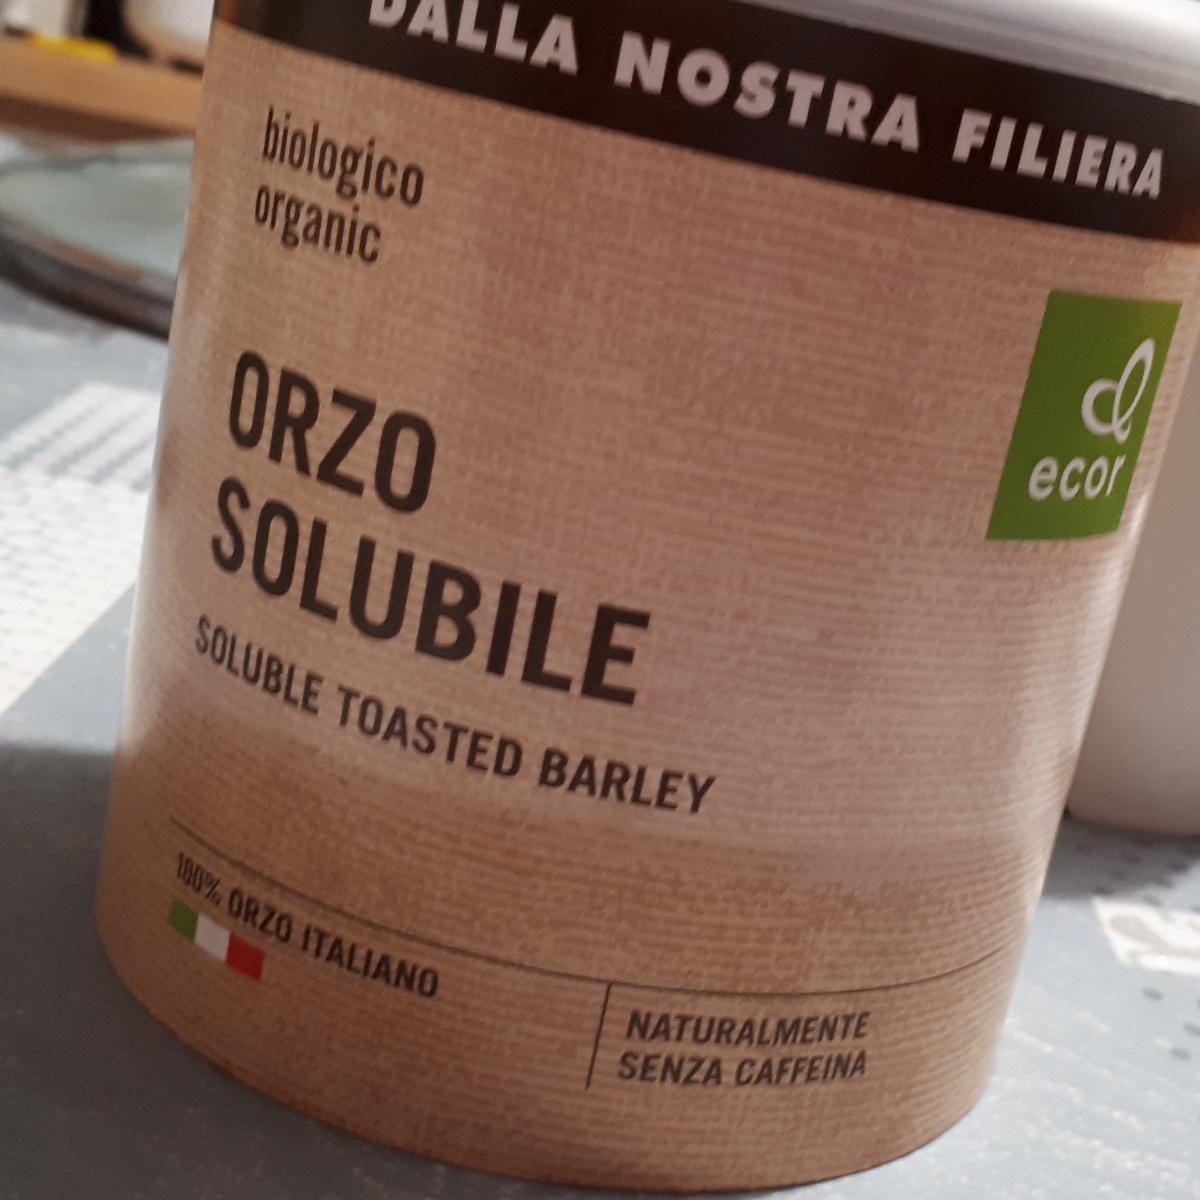 DALLA NOSTRA FILIERA
biologico
organic
ecor
ORZO
SOLUBILE
SOLUBLE TOASTED BARLEY
100% ORZO ITALIANO
NATURALMENTE
SENZA CAFFEINA